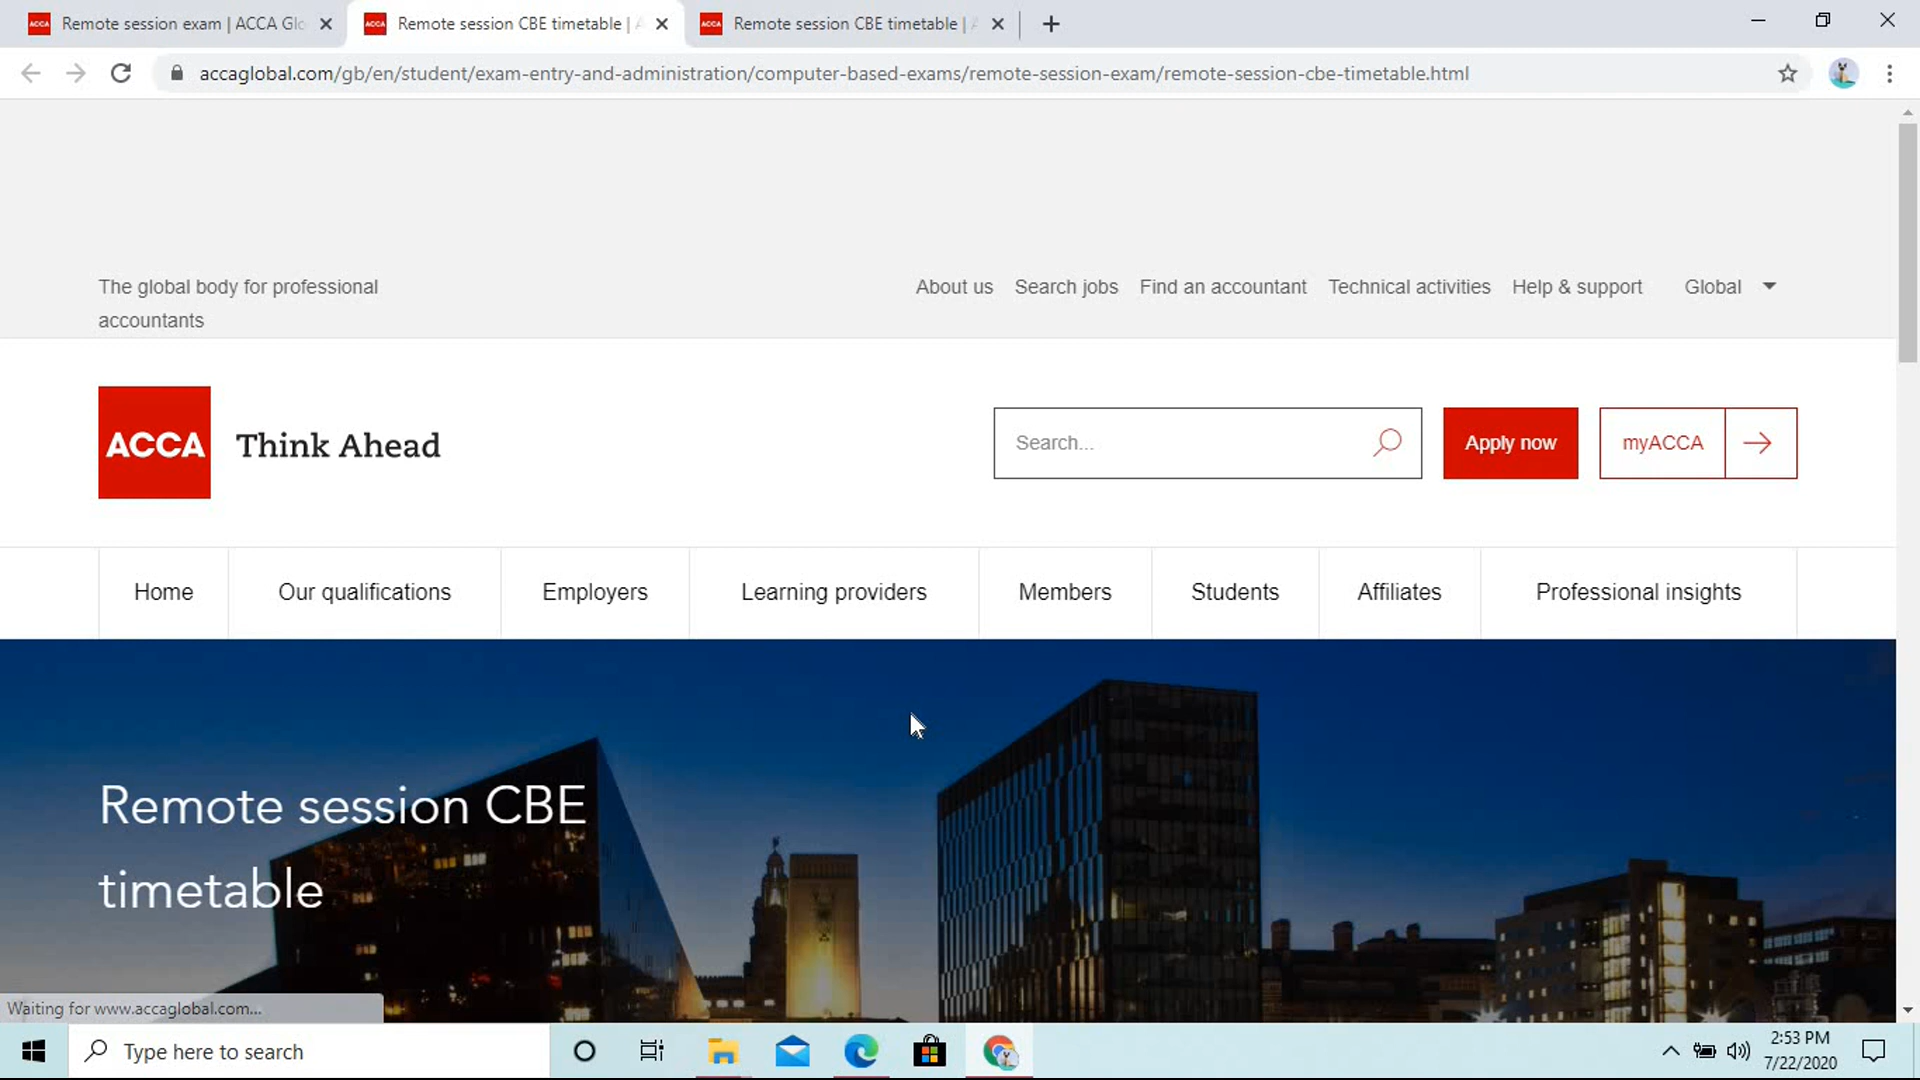 ACCA Remote session exam | ACCA Glo
ACCA Remote session CBE timetable |
ACCA Remote session CBE timetable |
accaglobal.com/gb/en/student/exam-entry-and-administration/computer-based-exams/remote-session-exam/remote-session-cbe-timetable.html
The global body for professional
accountants
About us Search jobs Find an accountant Technical activities Help & support Global
ACCA Think Ahead
Search...
Apply now
myACCA
Home Our qualifications Employers Learning providers Members Students Affiliates Professional insights
Remote session CBE
timetable
Waiting for www.accaglobal.com...
Type here to search
2:53 PM
7/22/2020